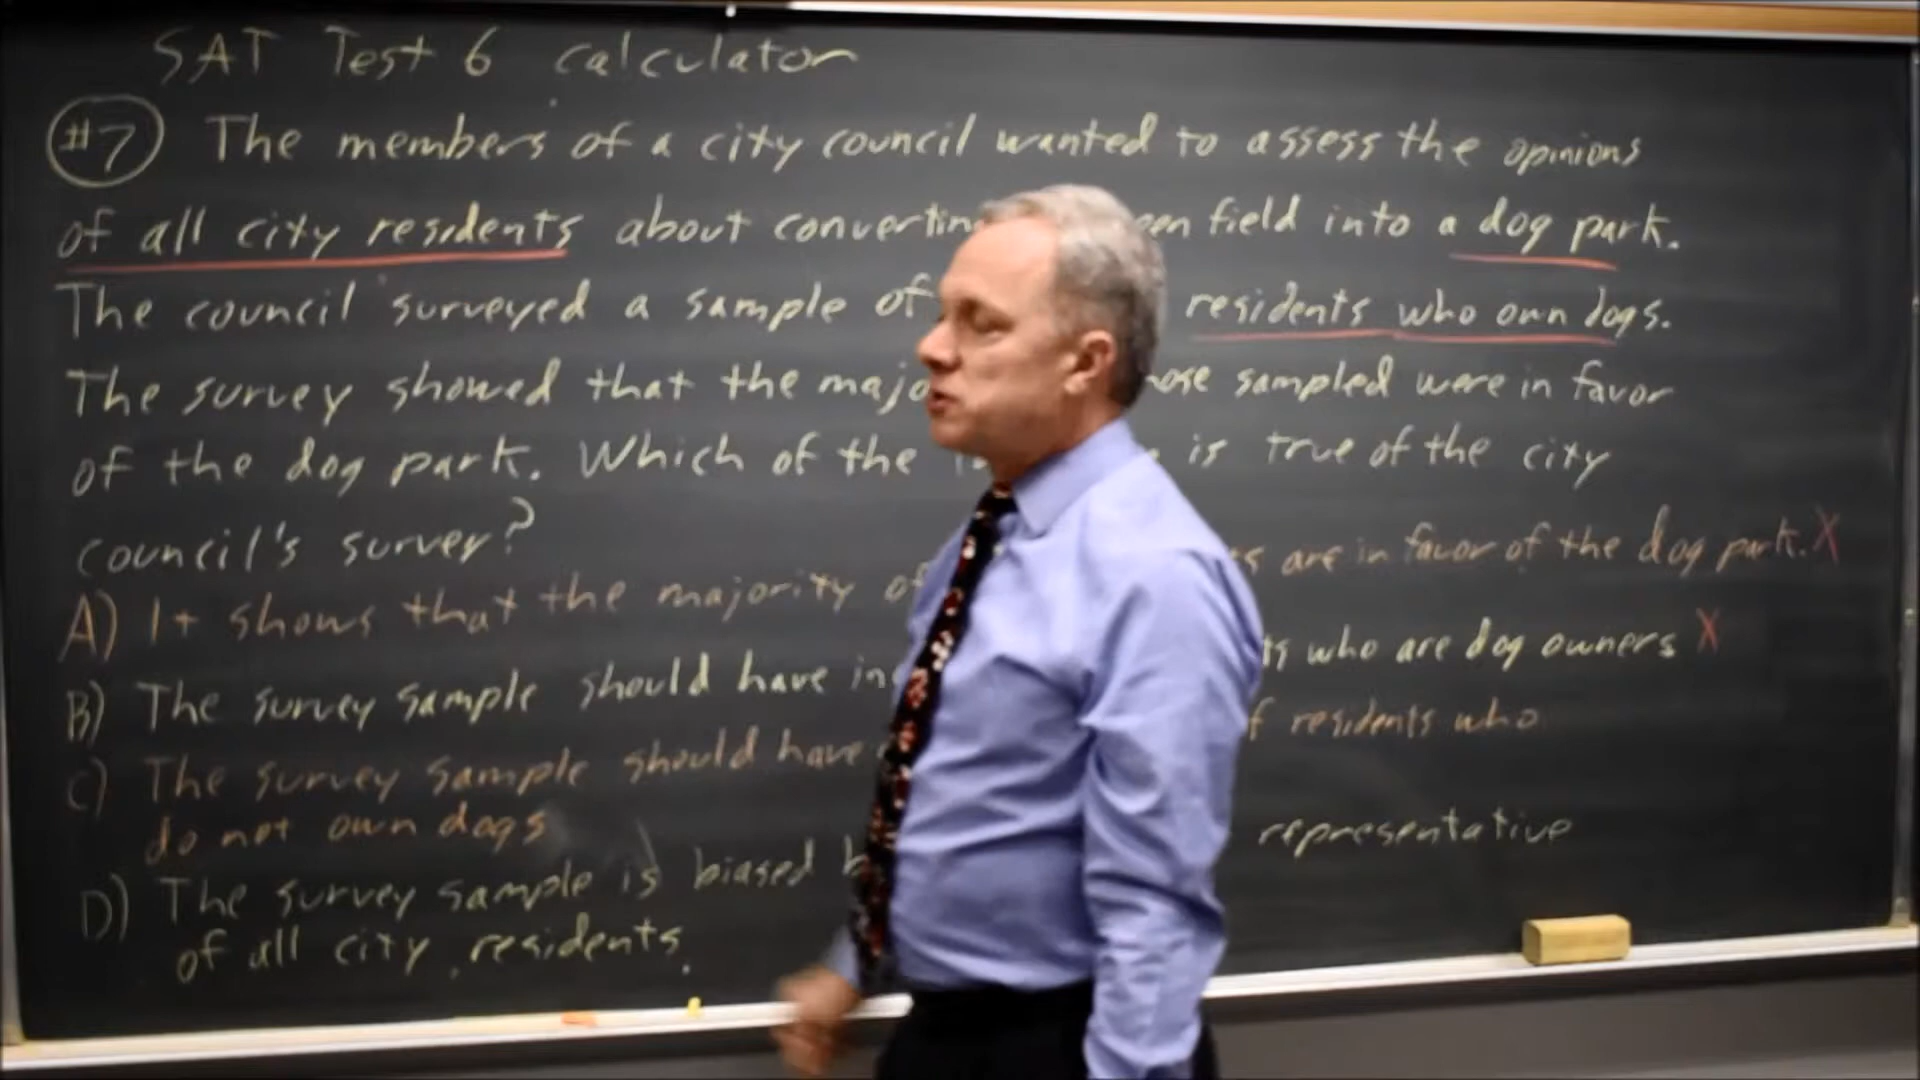 SAT Test 6 calculator
#7 The members of a city council wanted to assess the opinions
of all city residents about convertin field into a dog park.
The council surveyed a sample of residents who own dogs.
The survey showed that the majo sampled were in favor
of the dog park. Which of the is true of the city
council's survey?
A) It shows that the majority of are in favor of the dog park. X
B) The survey sample should have in who are dog owners X
C) The survey sample should have residents who
do not own dogs
D) The survey sample is biased b representative
of all city residents.